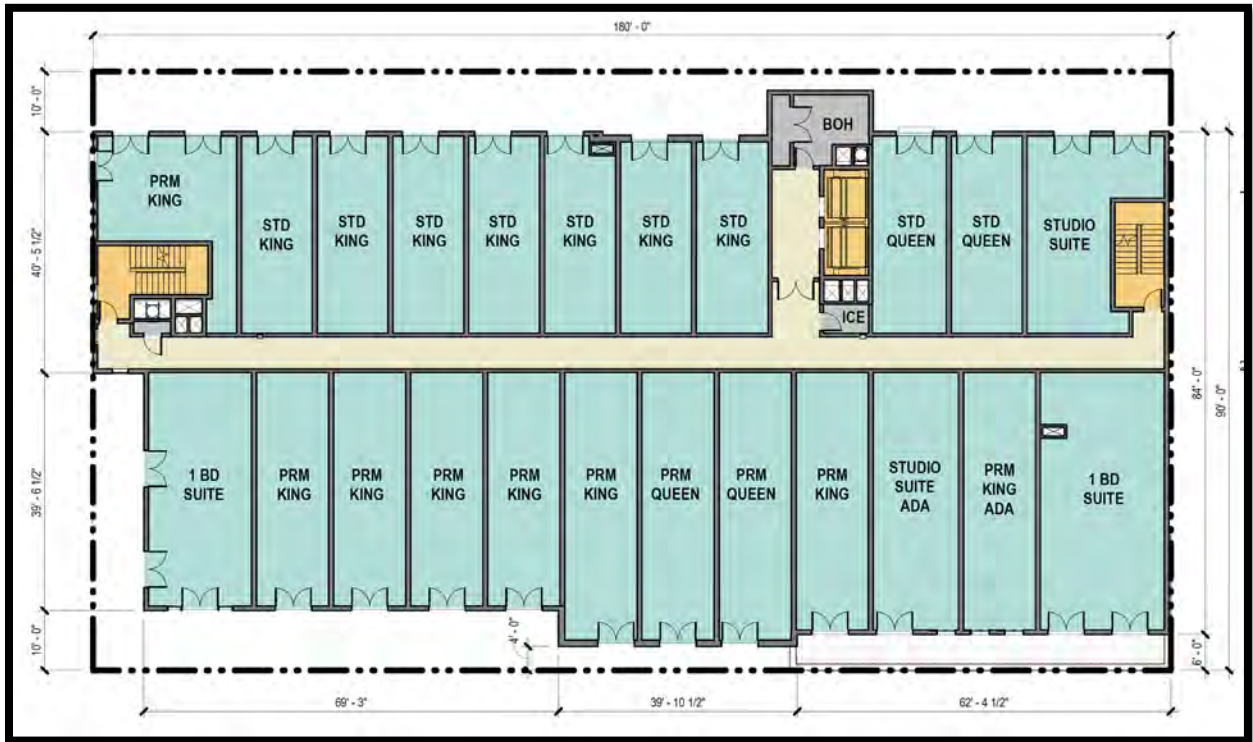 180' - 0"
10' - 0"
BOH
PRM
KING
STD
KING
STD
KING
STD
KING
STD
KING
STD
KING
STD
KING
STD
KING
STD
QUEEN
STD
QUEEN
STUDIO
SUITE
40' - 5 1/2"
ICE
84' - 0"
90' - 0"
39' - 6 1/2"
1 BD
SUITE
PRM
KING
PRM
KING
PRM
KING
PRM
KING
PRM
KING
PRM
QUEEN
PRM
QUEEN
PRM
KING
STUDIO
SUITE
ADA
PRM
KING
ADA
1 BD
SUITE
10' - 0"
4' - 0"
6' - 0"
69' - 3"
39' - 10 1/2"
62' - 4 1/2"